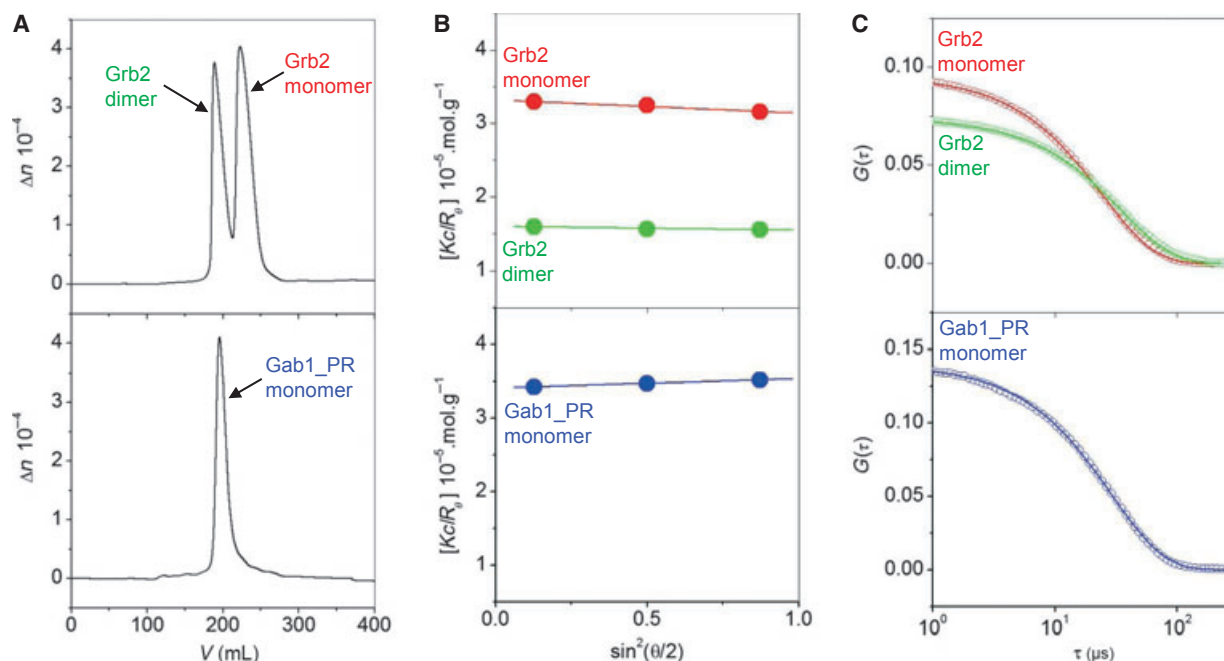 A
Δn 10⁻⁴
4
3
2
1
0
Grb2
dimer
Grb2
monomer
Δn 10⁻⁴
4
3
2
1
0
Gab1_PR
monomer
0
100
200
300
400
V (mL)
B
[Kc/Rθ] 10⁻⁵.mol.g⁻¹
4
3
2
1
Grb2
monomer
Grb2
dimer
[Kc/Rθ] 10⁻⁵.mol.g⁻¹
4
3
2
1
Gab1_PR
monomer
0.0
0.5
1.0
sin²(θ/2)
C
G(τ)
0.10
0.05
0.00
Grb2
monomer
Grb2
dimer
G(τ)
0.15
0.10
0.05
0.00
Gab1_PR
monomer
10⁰
10¹
10²
τ (µs)